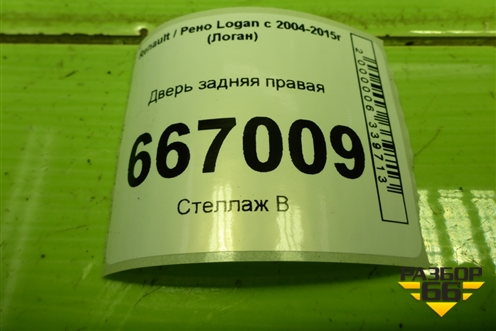 Renault / Рено Logan с 2004-2015г
(Логан)
Дверь задняя правая
667009
Стеллаж В
2000006339713
РАЗБОР
66